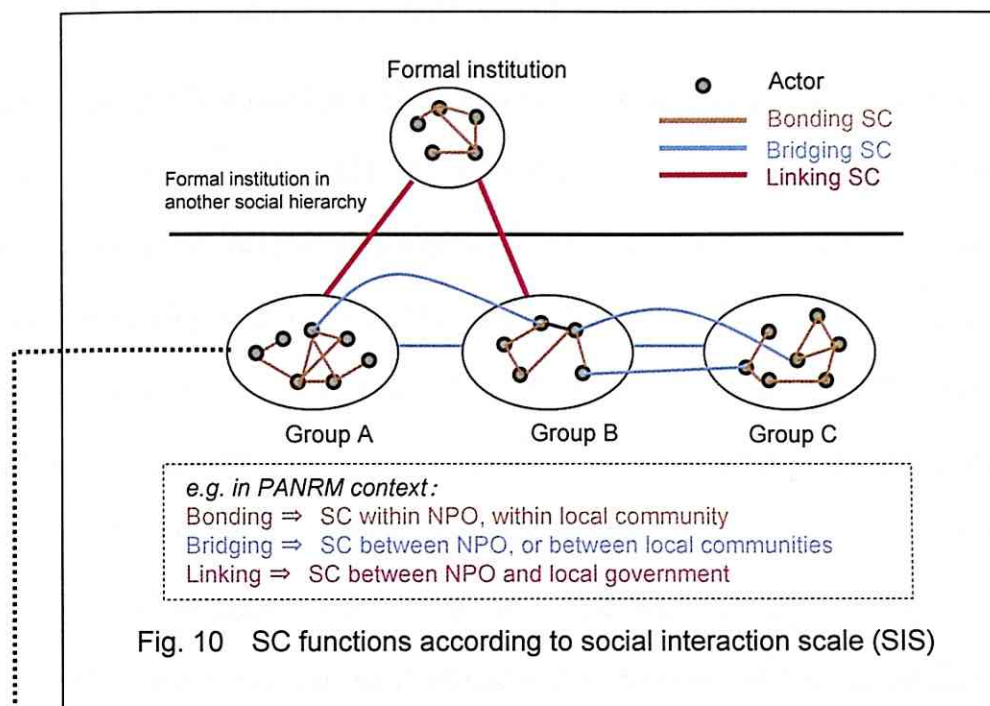 Formal institution
Actor
Bonding SC
Bridging SC
Linking SC
Formal institution in
another social hierarchy
Group A
Group B
Group C
e.g. in PANRM context:
Bonding ⇒ SC within NPO, within local community
Bridging ⇒ SC between NPO, or between local communities
Linking ⇒ SC between NPO and local government
Fig. 10 SC functions according to social interaction scale (SIS)